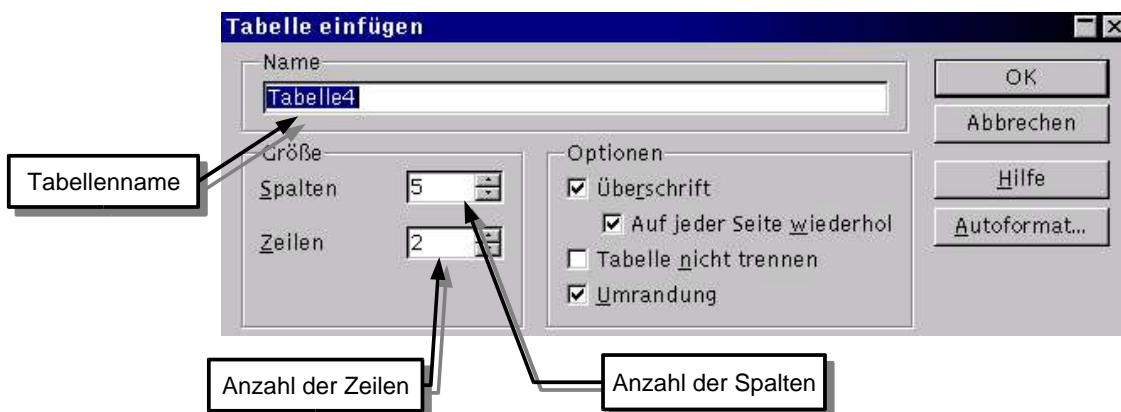 Tabelle einfügen
Name
Tabelle4
OK
Abbrechen
Hilfe
Autoformat...
Tabellenname
Größe
Spalten 5
Zeilen 2
Optionen
Überschrift
Auf jeder Seite wiederhol
Tabelle nicht trennen
Umrandung
Anzahl der Zeilen
Anzahl der Spalten